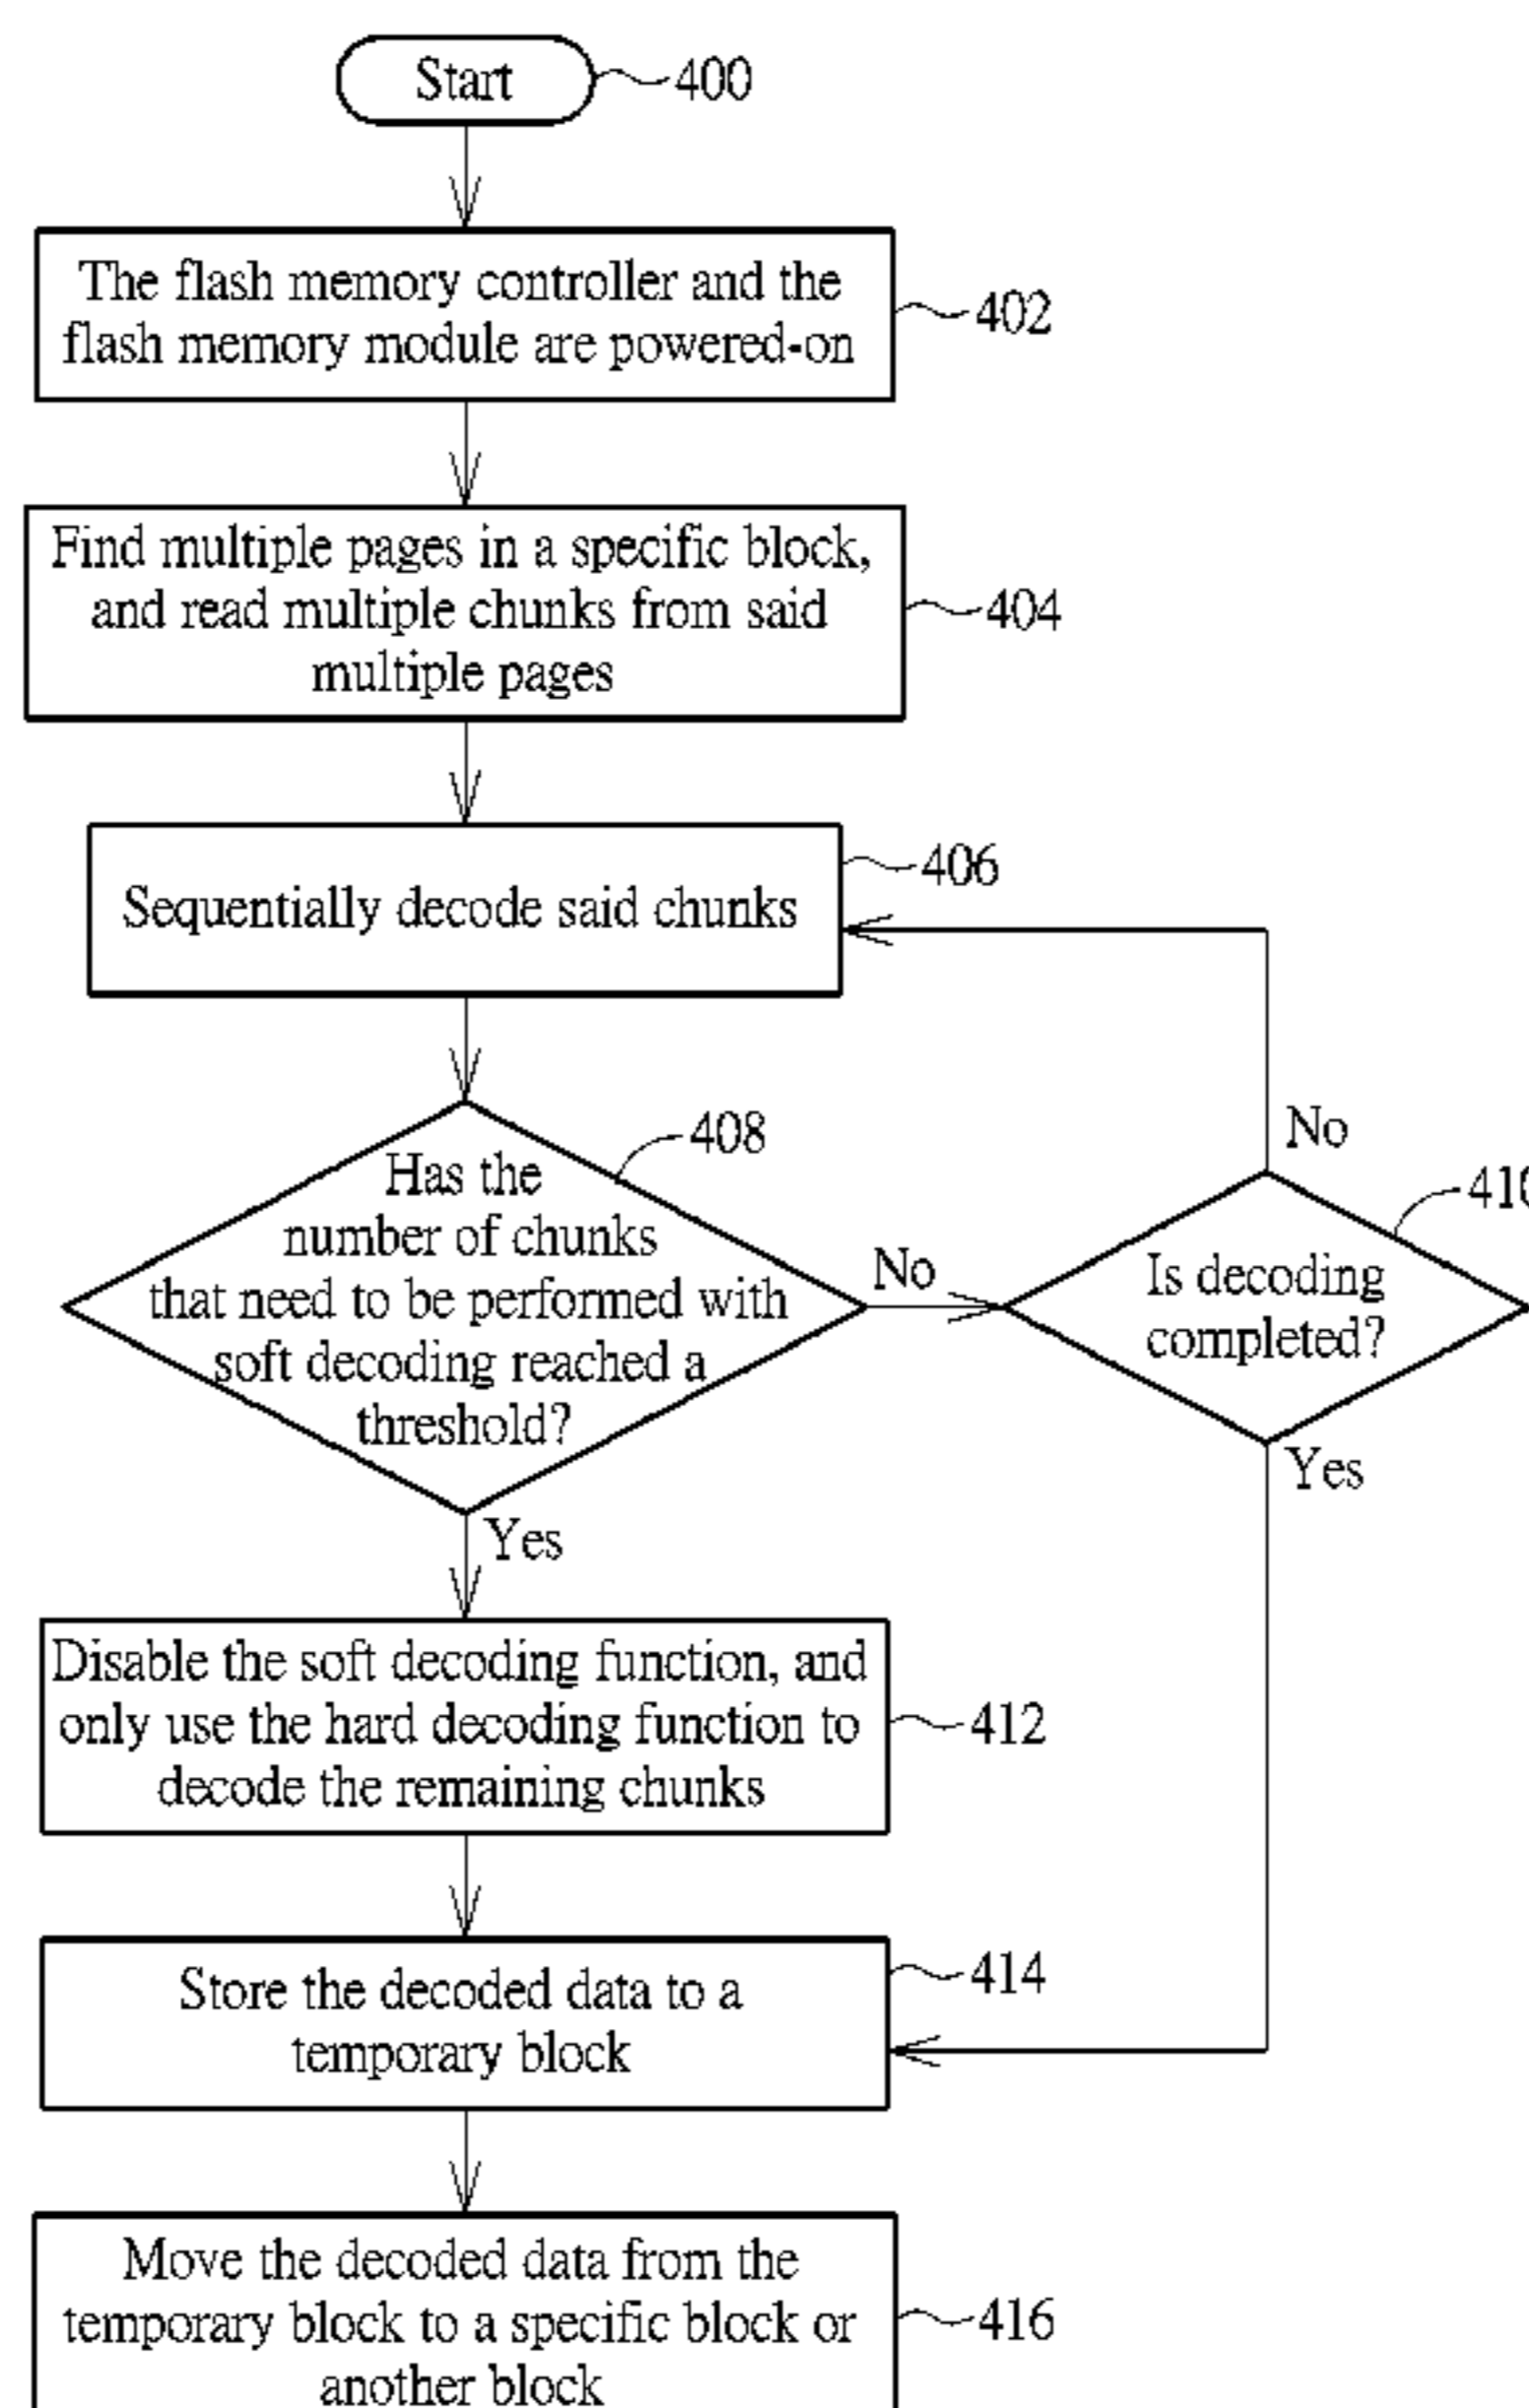 Start
400
The flash memory controller and the
flash memory module are powered-on
402
Find multiple pages in a specific block,
and read multiple chunks from said
multiple pages
404
Sequentially decode said chunks
406
Has the
number of chunks
that need to be performed with
soft decoding reached a
threshold?
408
No
Is decoding
completed?
No
Yes
Yes
Disable the soft decoding function, and
only use the hard decoding function to
decode the remaining chunks
412
Store the decoded data to a
temporary block
414
Move the decoded data from the
temporary block to a specific block or
another block
416